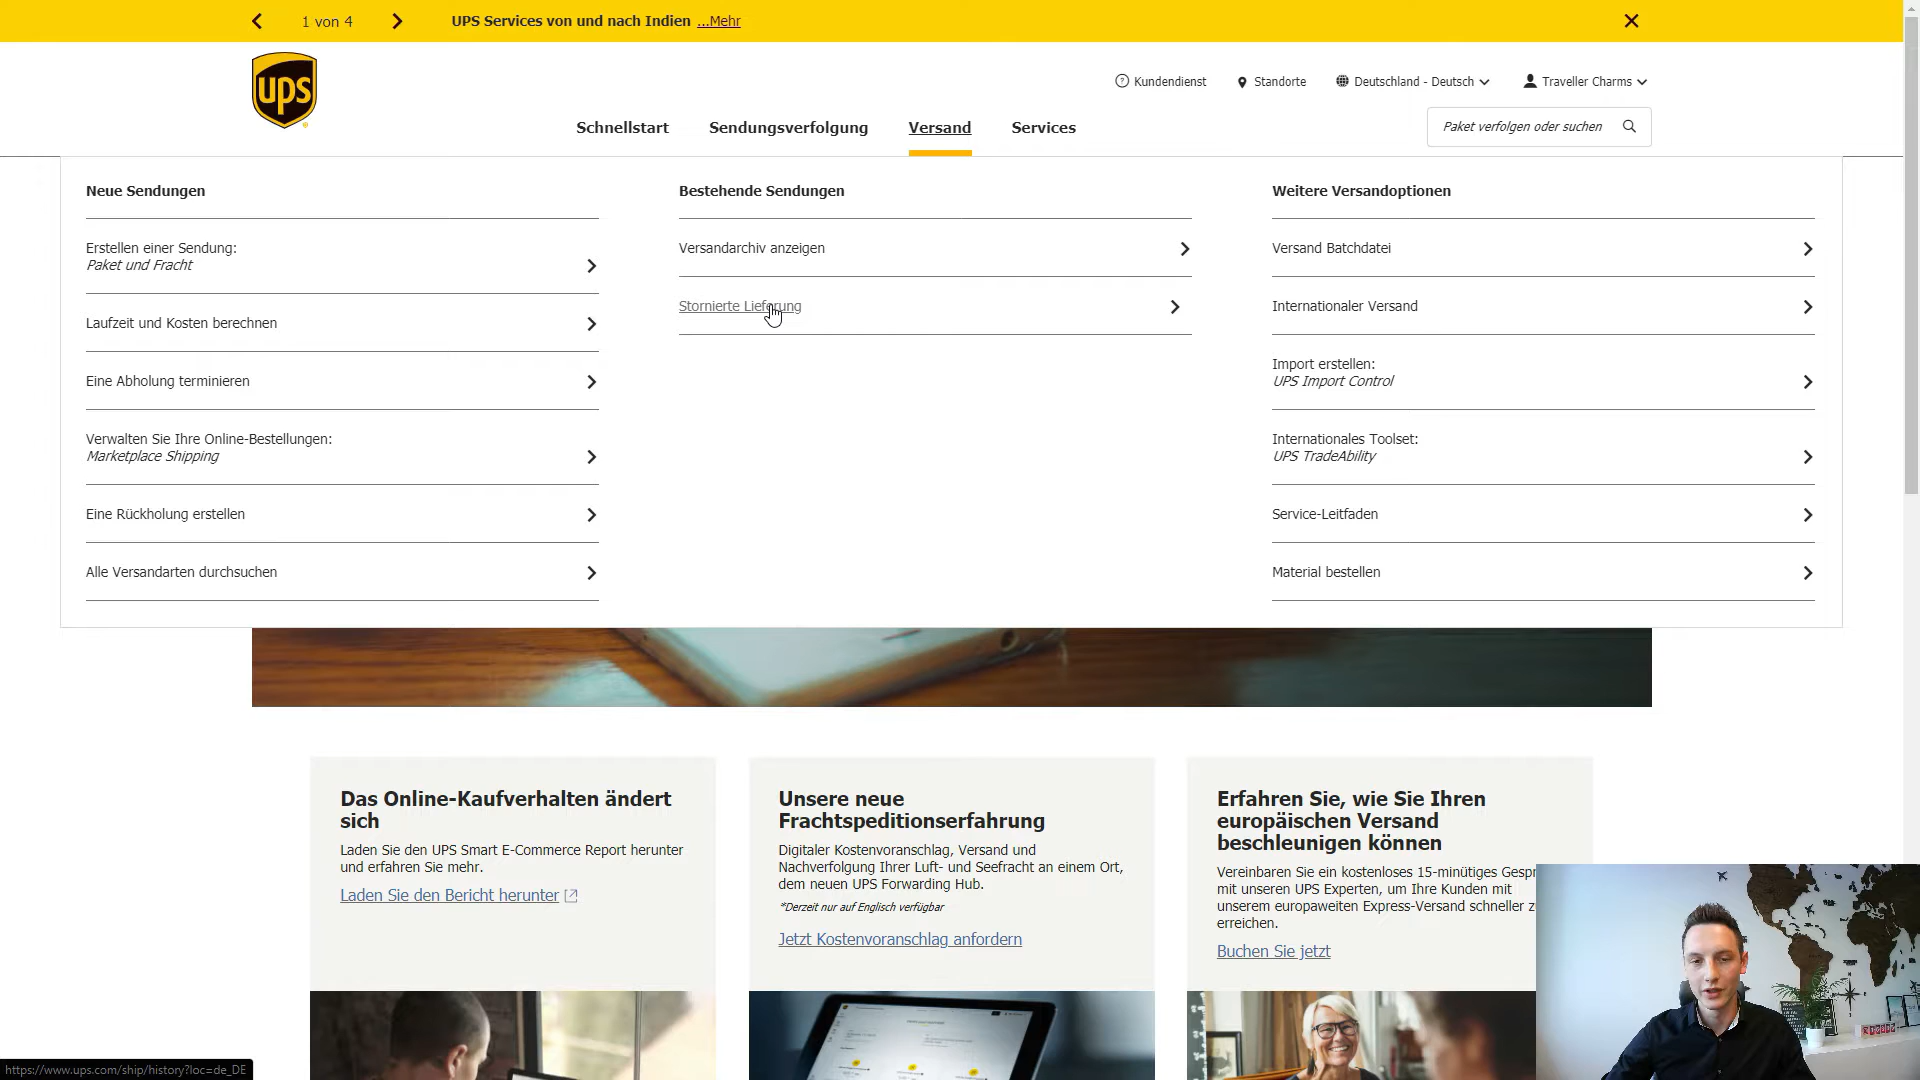 1 von 4
UPS Services von und nach Indien ...Mehr
ups
Kundendienst
Standorte
Deutschland - Deutsch
Traveller Charms
Schnellstart
Sendungsverfolgung
Versand
Services
Paket verfolgen oder suchen
Neue Sendungen
Erstellen einer Sendung:
Paket und Fracht
Laufzeit und Kosten berechnen
Eine Abholung terminieren
Verwalten Sie Ihre Online-Bestellungen:
Marketplace Shipping
Eine Rückholung erstellen
Alle Versandarten durchsuchen
Bestehende Sendungen
Versandarchiv anzeigen
Stornierte Lieferung
Weitere Versandoptionen
Versand Batchdatei
Internationaler Versand
Import erstellen:
UPS Import Control
Internationales Toolset:
UPS TradeAbility
Service-Leitfaden
Material bestellen
Das Online-Kaufverhalten ändert
sich
Laden Sie den UPS Smart E-Commerce Report herunter
und erfahren Sie mehr.
Laden Sie den Bericht herunter
Unsere neue
Frachtspeditionserfahrung
Digitaler Kostenvoranschlag, Versand und
Nachverfolgung Ihrer Luft- und Seefracht an einem Ort,
dem neuen UPS Forwarding Hub.
*Derzeit nur auf Englisch verfügbar
Jetzt Kostenvoranschlag anfordern
Erfahren Sie, wie Sie Ihren
europäischen Versand
beschleunigen können
Vereinbaren Sie ein kostenloses 15-minütiges Gespr
mit unseren UPS Experten, um Ihre Kunden mit
unserem europaweiten Express-Versand schneller z
erreichen.
Buchen Sie jetzt
https://www.ups.com/ship/history?loc=de_DE